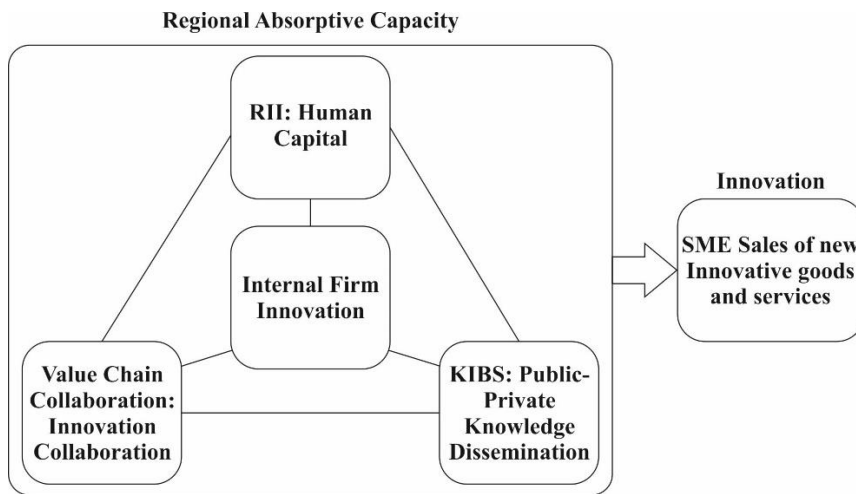 Regional Absorptive Capacity
RII: Human
Capital
Internal Firm
Innovation
Value Chain
Collaboration:
Innovation
Collaboration
KIBS: Public-
Private
Knowledge
Dissemination
Innovation
SME Sales of new
Innovative goods
and services